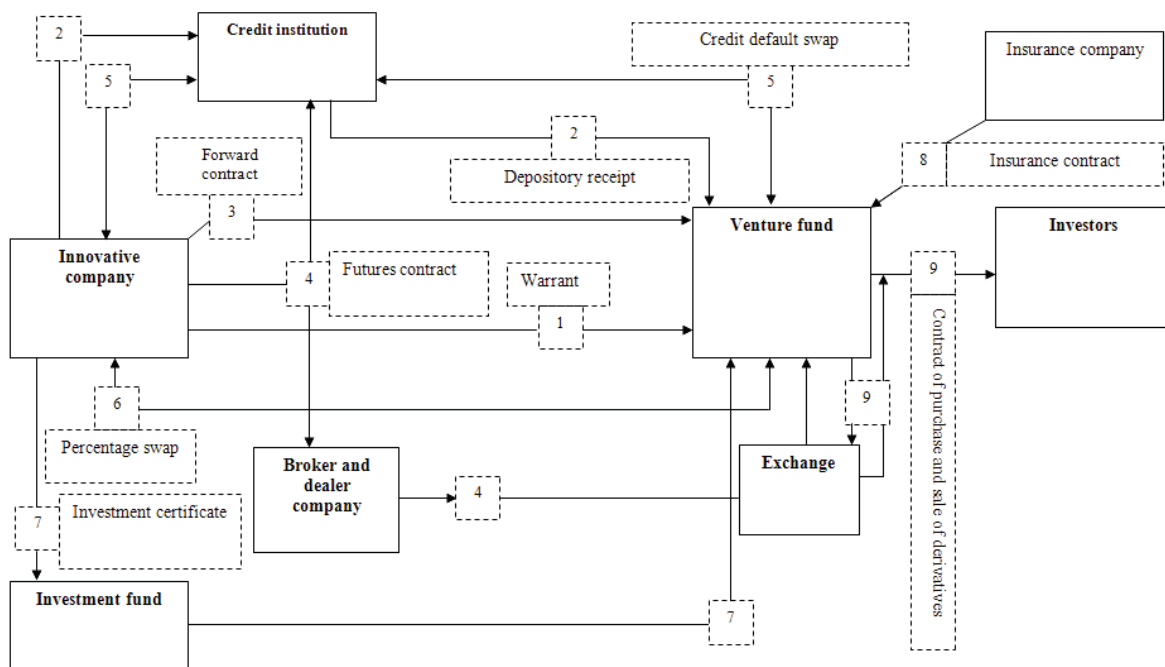 2
Credit institution
Credit default swap
Insurance company
5
5
2
Depository receipt
8
Insurance contract
Forward
contract
3
Venture fund
Investors
Innovative
company
4
Futures contract
Warrant
1
9
Contract of purchase and sale of derivatives
6
Percentage swap
9
Broker and
dealer
company
4
Exchange
7
Investment certificate
Investment fund
7